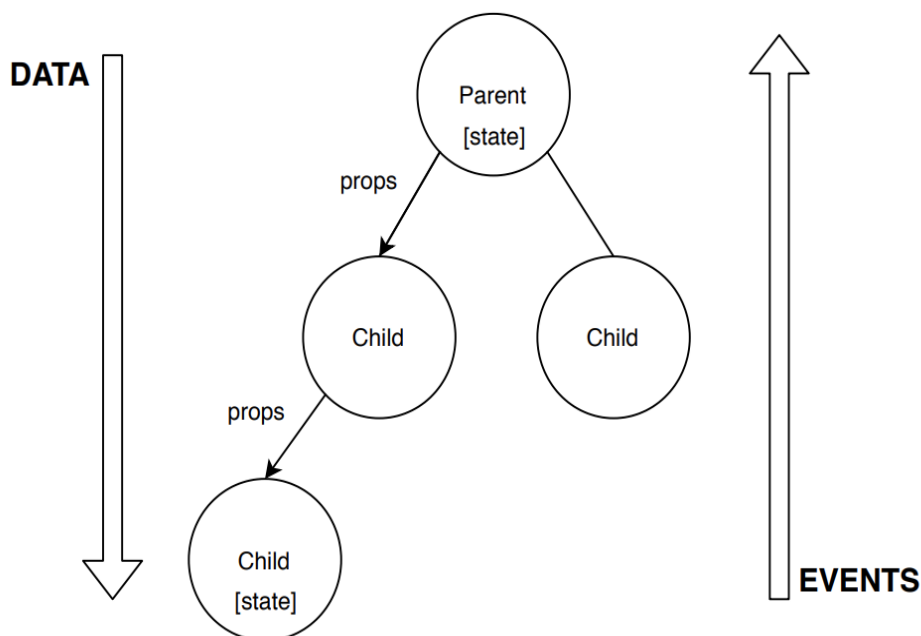 DATA
Parent
[state]
props
Child
Child
props
Child
[state]
EVENTS